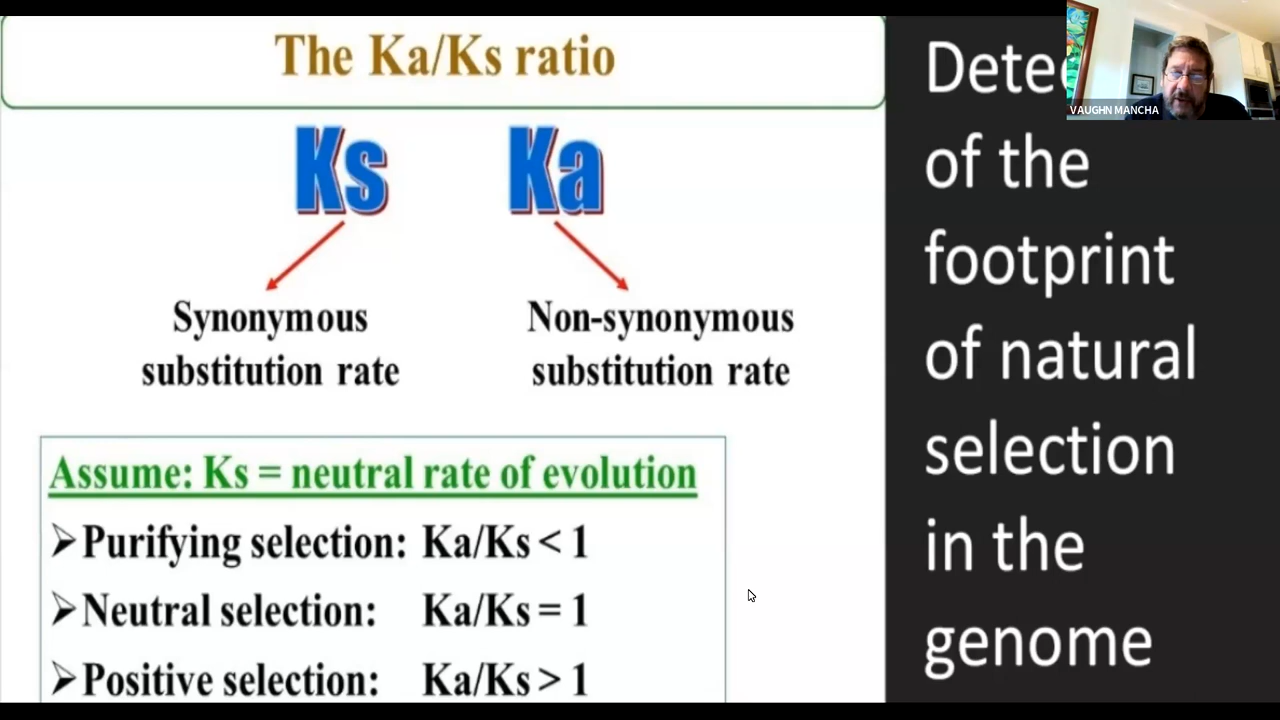 The Ka/Ks ratio
Ks Ka
Synonymous
substitution rate
Non-synonymous
substitution rate
Assume: Ks = neutral rate of evolution
➢Purifying selection: Ka/Ks < 1
➢Neutral selection: Ka/Ks = 1
➢Positive selection: Ka/Ks > 1
of the
footprint
of natural
selection
in the
genome
VAUGHN MANCHA